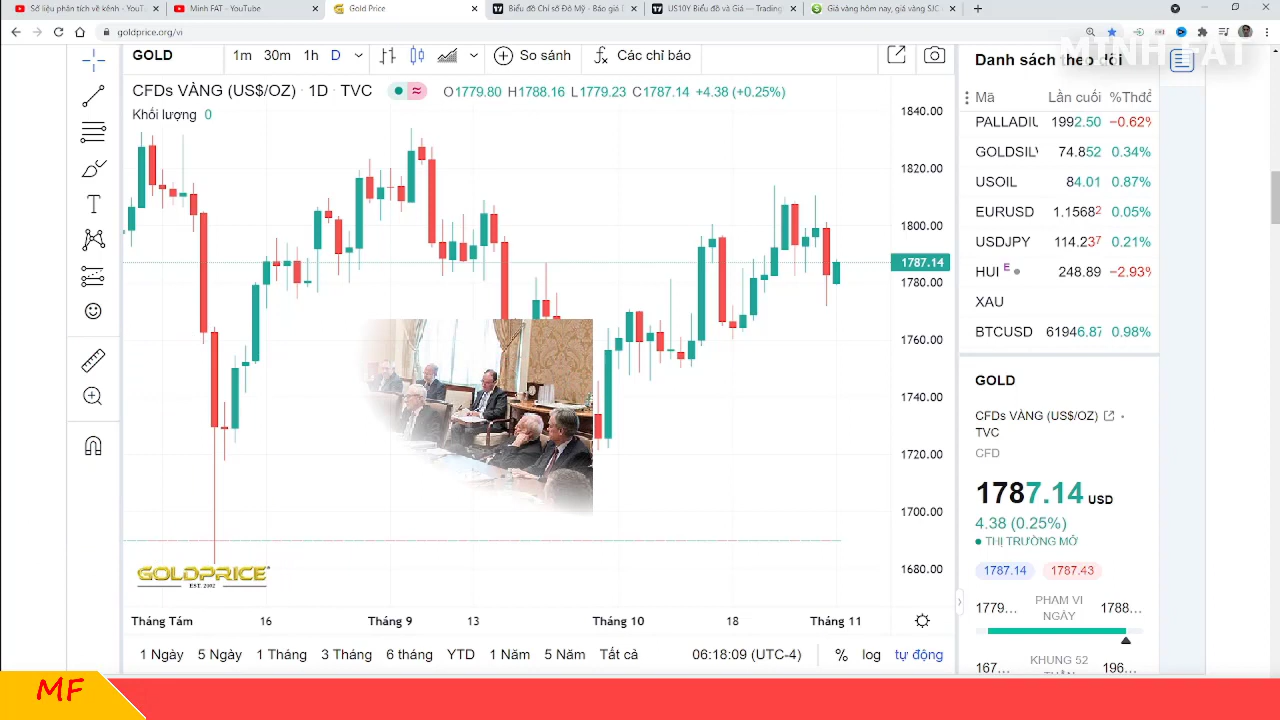 Số liệu phân tích về kênh - YouT
Minh FAT - YouTube
Gold Price
Biểu đồ Chỉ số Đô Mỹ - Báo giá D
US10Y Biểu đồ và Giá — Trading
Giá vàng hôm nay, giá vàng SJC
goldprice.org/vi
MINH FAT
GOLD
1m 30m 1h D
So sánh
Các chỉ báo
CFDs VÀNG (US$/OZ) · 1D · TVC
O1779.80 H1788.16 L1779.23 C1787.14 +4.38 (+0.25%)
Khối lượng 0
1840.00
1820.00
1800.00
1787.14
1780.00
1760.00
1740.00
1720.00
1700.00
1680.00
GOLDPRICE
EST. 2002
Tháng Tám 16 Tháng 9 13 Tháng 10 18 Tháng 11
1 Ngày 5 Ngày 1 Tháng 3 Tháng 6 tháng YTD 1 Năm 5 Năm Tất cả
06:18:09 (UTC-4) % log tự động
Danh sách theo dõi
Mã Lần cuối %Thđổ
PALLADIU 1992.50 −0.62%
GOLDSILV 74.852 0.34%
USOIL 84.01 0.87%
EURUSD 1.15682 0.05%
USDJPY 114.237 0.21%
HUI E 248.89 −2.93%
XAU
BTCUSD 61946.87 0.98%
GOLD
CFDs VÀNG (US$/OZ) ·
TVC
CFD
1787.14 USD
4.38 (0.25%)
THỊ TRƯỜNG MỞ
1787.14 1787.43
1779... PHẠM VI NGÀY 1788...
167... KHUNG 52 TUẦN 196...
MF